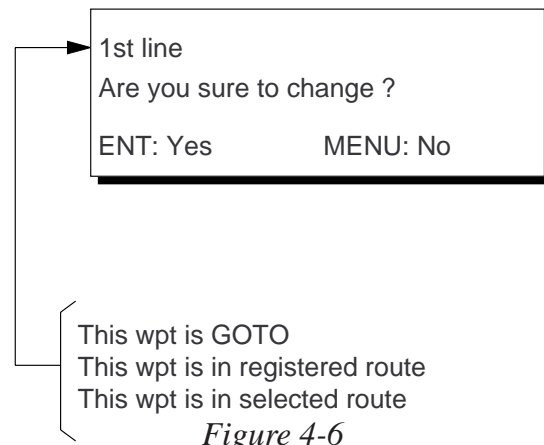 1st line
Are you sure to change ?
ENT: Yes MENU: No
This wpt is GOTO
This wpt is in registered route
This wpt is in selected route
Figure 4-6